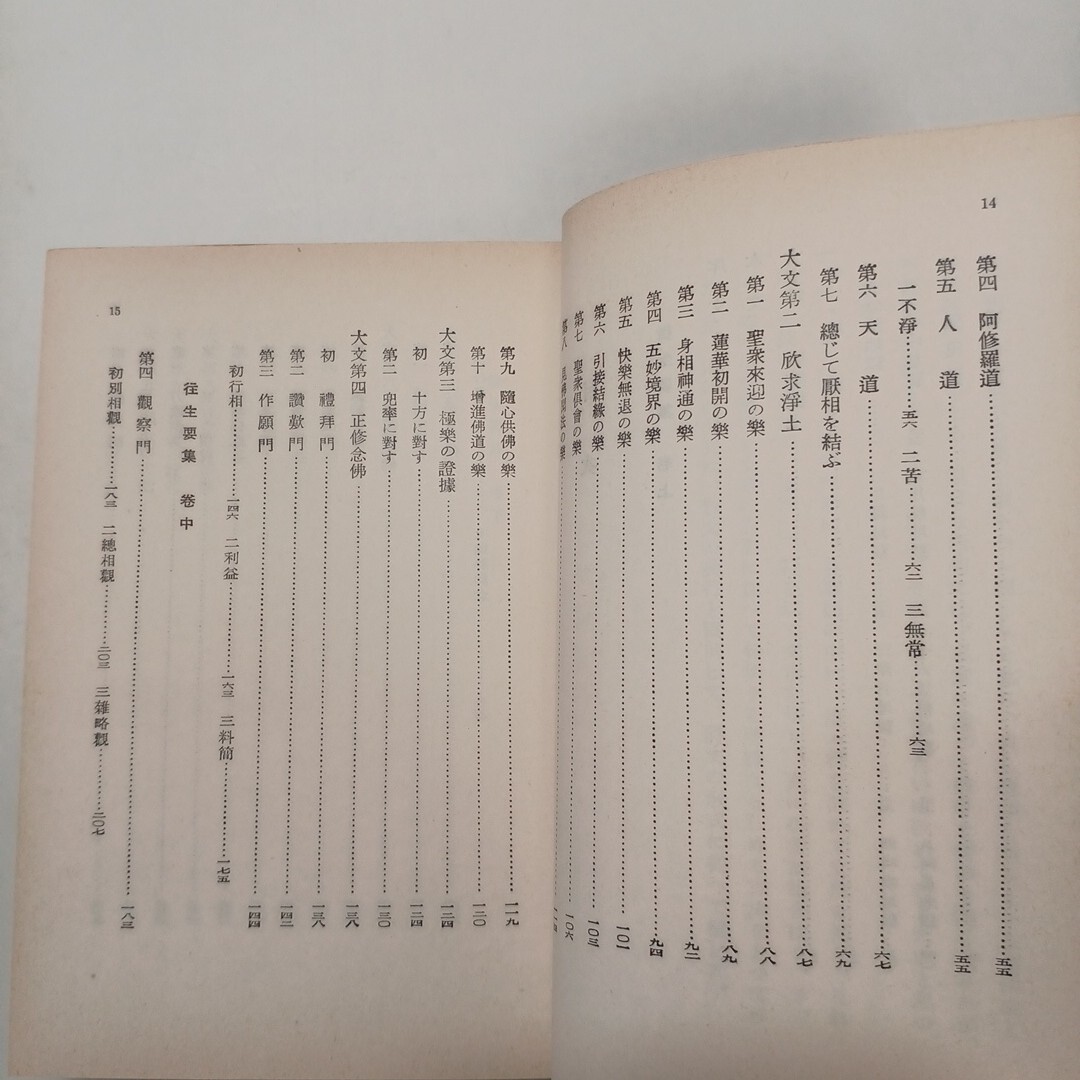 14
第四 阿修羅道……五五
第五 人道……五五
一不淨……五六 二苦……六二 三無常……六三
第六 天道……六七
第七 總じて厭相を結ぶ……六九
大文第二 欣求淨土……八七
第一 聖衆來迎の樂……八八
第二 蓮華初開の樂……八九
第三 身相神通の樂……九二
第四 五妙境界の樂……九四
第五 快樂無退の樂……一〇一
第六 引接結緣の樂……一〇三
第七 聖衆俱會の樂……一〇六
第八 聞法の樂
15
第九 隨心供佛の樂……一一九
第十 增進佛道の樂……一二〇
大文第三 極樂の證據……一二四
初 十方に對す……一二四
第二 兜率に對す……一三〇
大文第四 正修念佛……一三八
初 禮拜門……一三八
第二 讚歎門……一四二
第三 作願門……一四四
初行相……一四六 二利益……一六三 三料簡……一七五
往生要集 卷中
第四 觀察門……一八三
初別相觀……一八三 二總相觀……二〇三 三雜略觀……二〇七